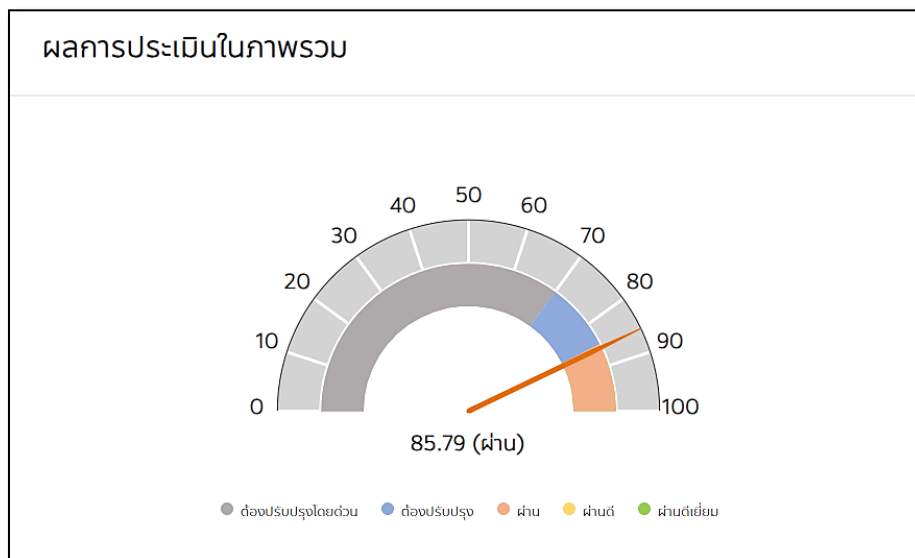 ผลการประเมินในภาพรวม
50
40 60
30 70
20 80
10 90
0 100
85.79 (ผ่าน)
ต้องปรับปรุงโดยด่วน ต้องปรับปรุง ผ่าน ผ่านดี ผ่านดีเยี่ยม